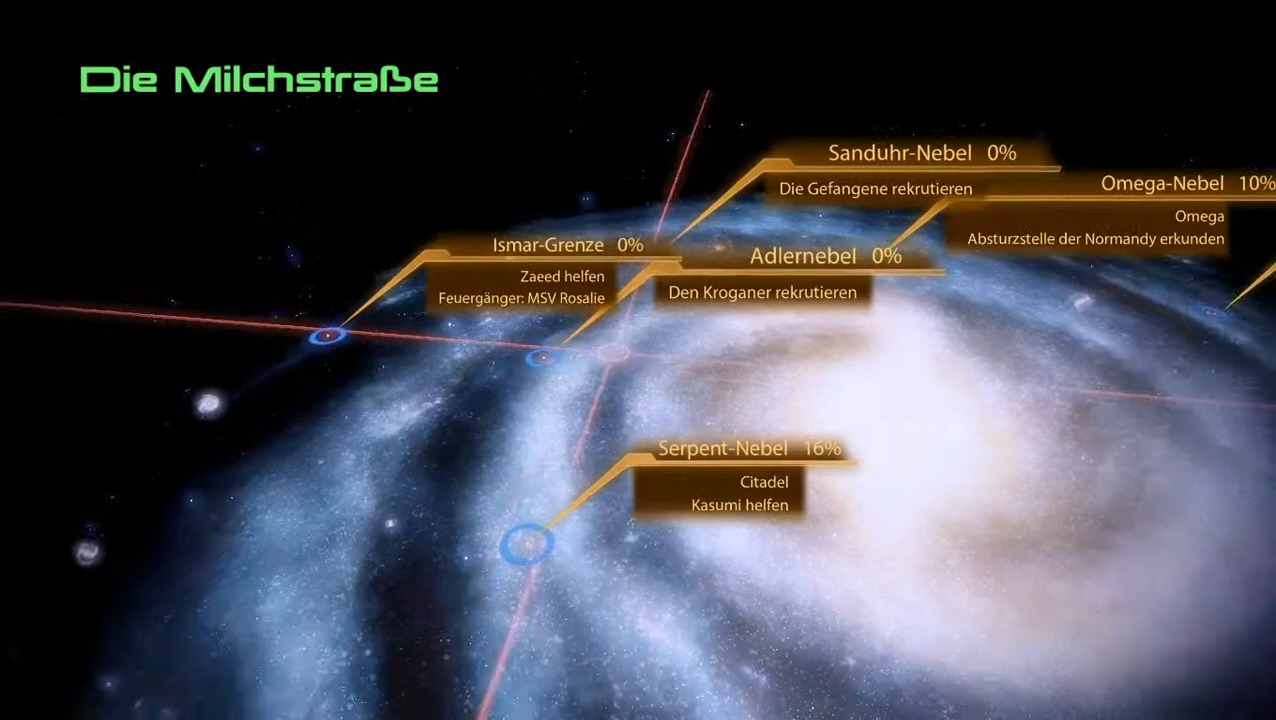 Die Milchstraße
Sanduhr-Nebel 0%
Die Gefangene rekrutieren
Omega-Nebel 10%
Omega
Absturzstelle der Normandy erkunden
Ismar-Grenze 0%
Zaeed helfen
Feuergänger: MSV Rosalie
Adlernebel 0%
Den Kroganer rekrutieren
Serpent-Nebel 16%
Citadel
Kasumi helfen